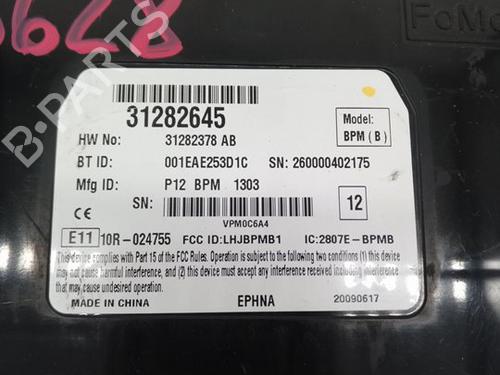 0628
FoMo
B-PARTS
31282645
Model:
BPM ( B )
HW No: 31282378 AB
BT ID: 001EAE253D1C SN: 260000402175
Mfg ID: P12 BPM 1303
SN:
12
VPM0C6A4
E11 10R-024755 FCC ID:LHJBPMB1 IC:2807E-BPMB
This device complies with Part 15 of the FCC Rules. Operation is subject to the following two conditions (1) this device
may not cause harmful interference, and (2) this device must accept any interference received, including interference
that may cause undesired operation.
MADE IN CHINA EPHNA 20090617